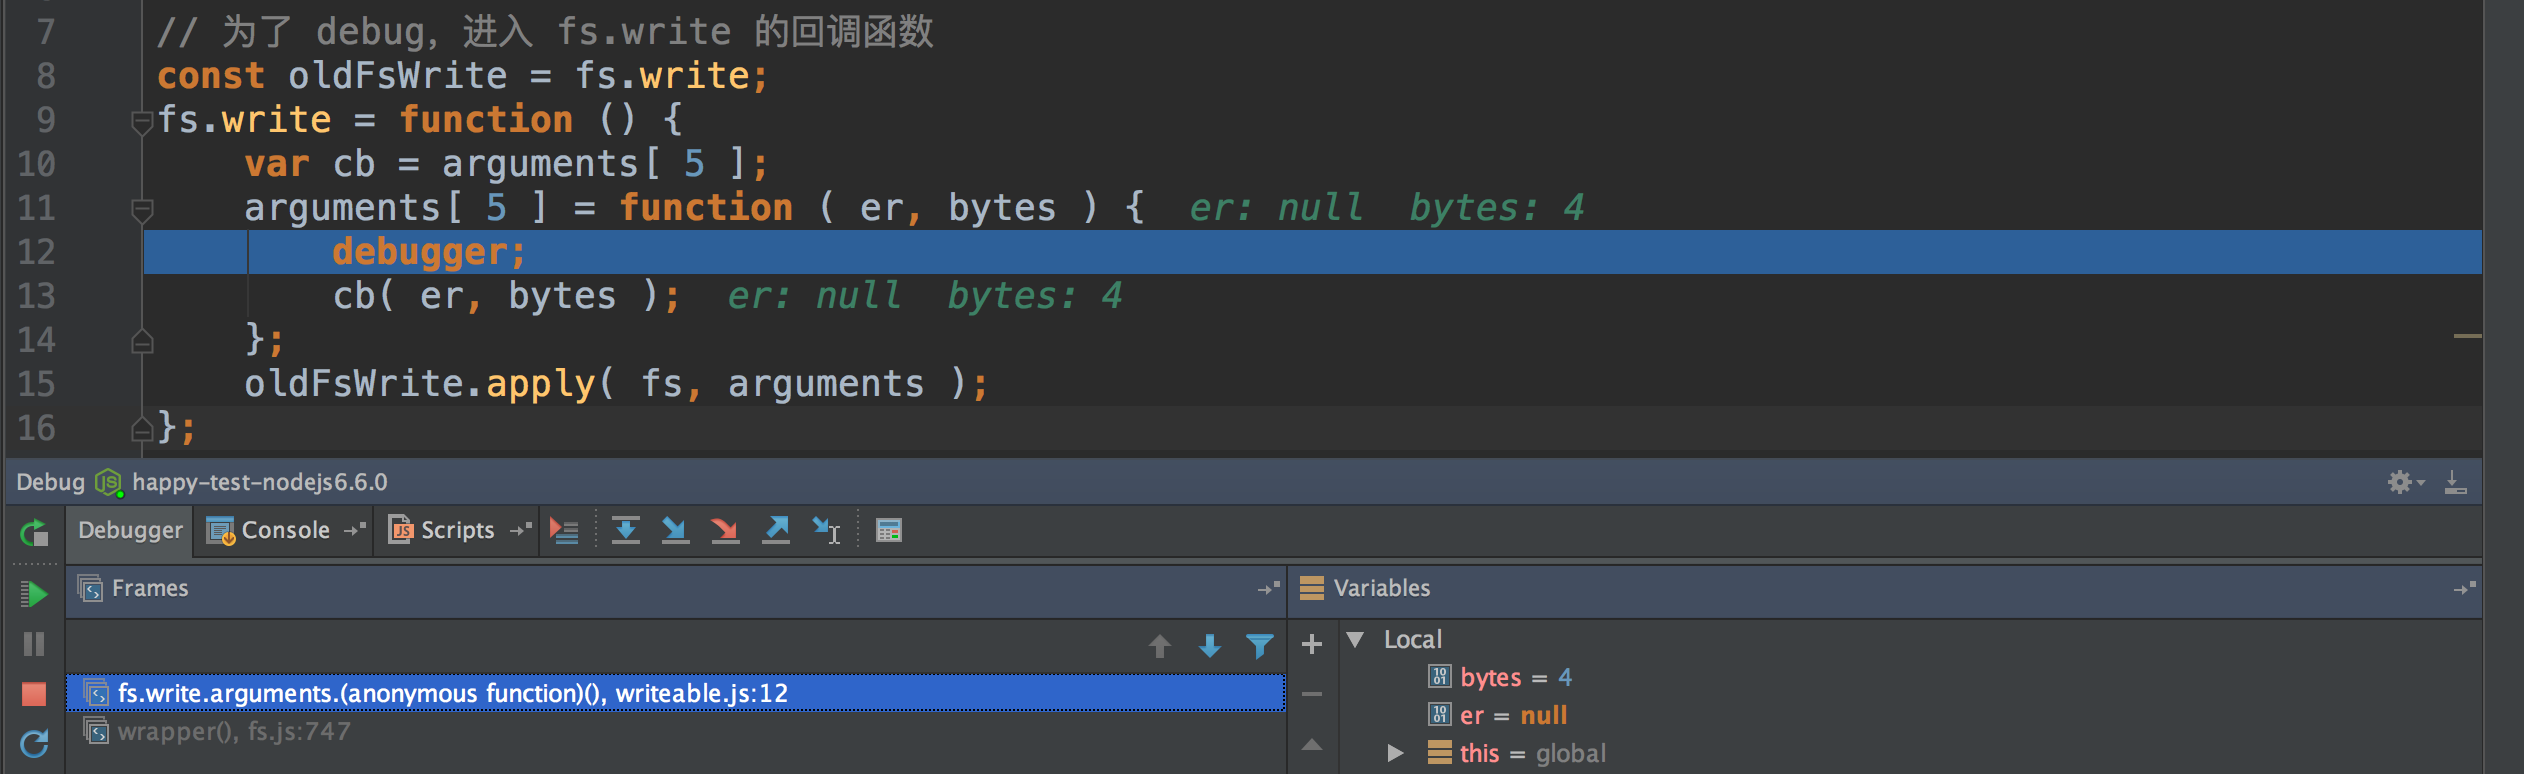 7 // 为了 debug，进入 fs.write 的回调函数
8 const oldFsWrite = fs.write;
9 fs.write = function () {
10 var cb = arguments[ 5 ];
11 arguments[ 5 ] = function ( er, bytes ) { er: null bytes: 4
12 debugger;
13 cb( er, bytes ); er: null bytes: 4
14 };
15 oldFsWrite.apply( fs, arguments );
16 };
Debug happy-test-nodejs6.6.0
Debugger Console Scripts
Frames
Variables
Local
fs.write.arguments.(anonymous function)(), writeable.js:12
bytes = 4
er = null
wrapper(), fs.js:747
this = global